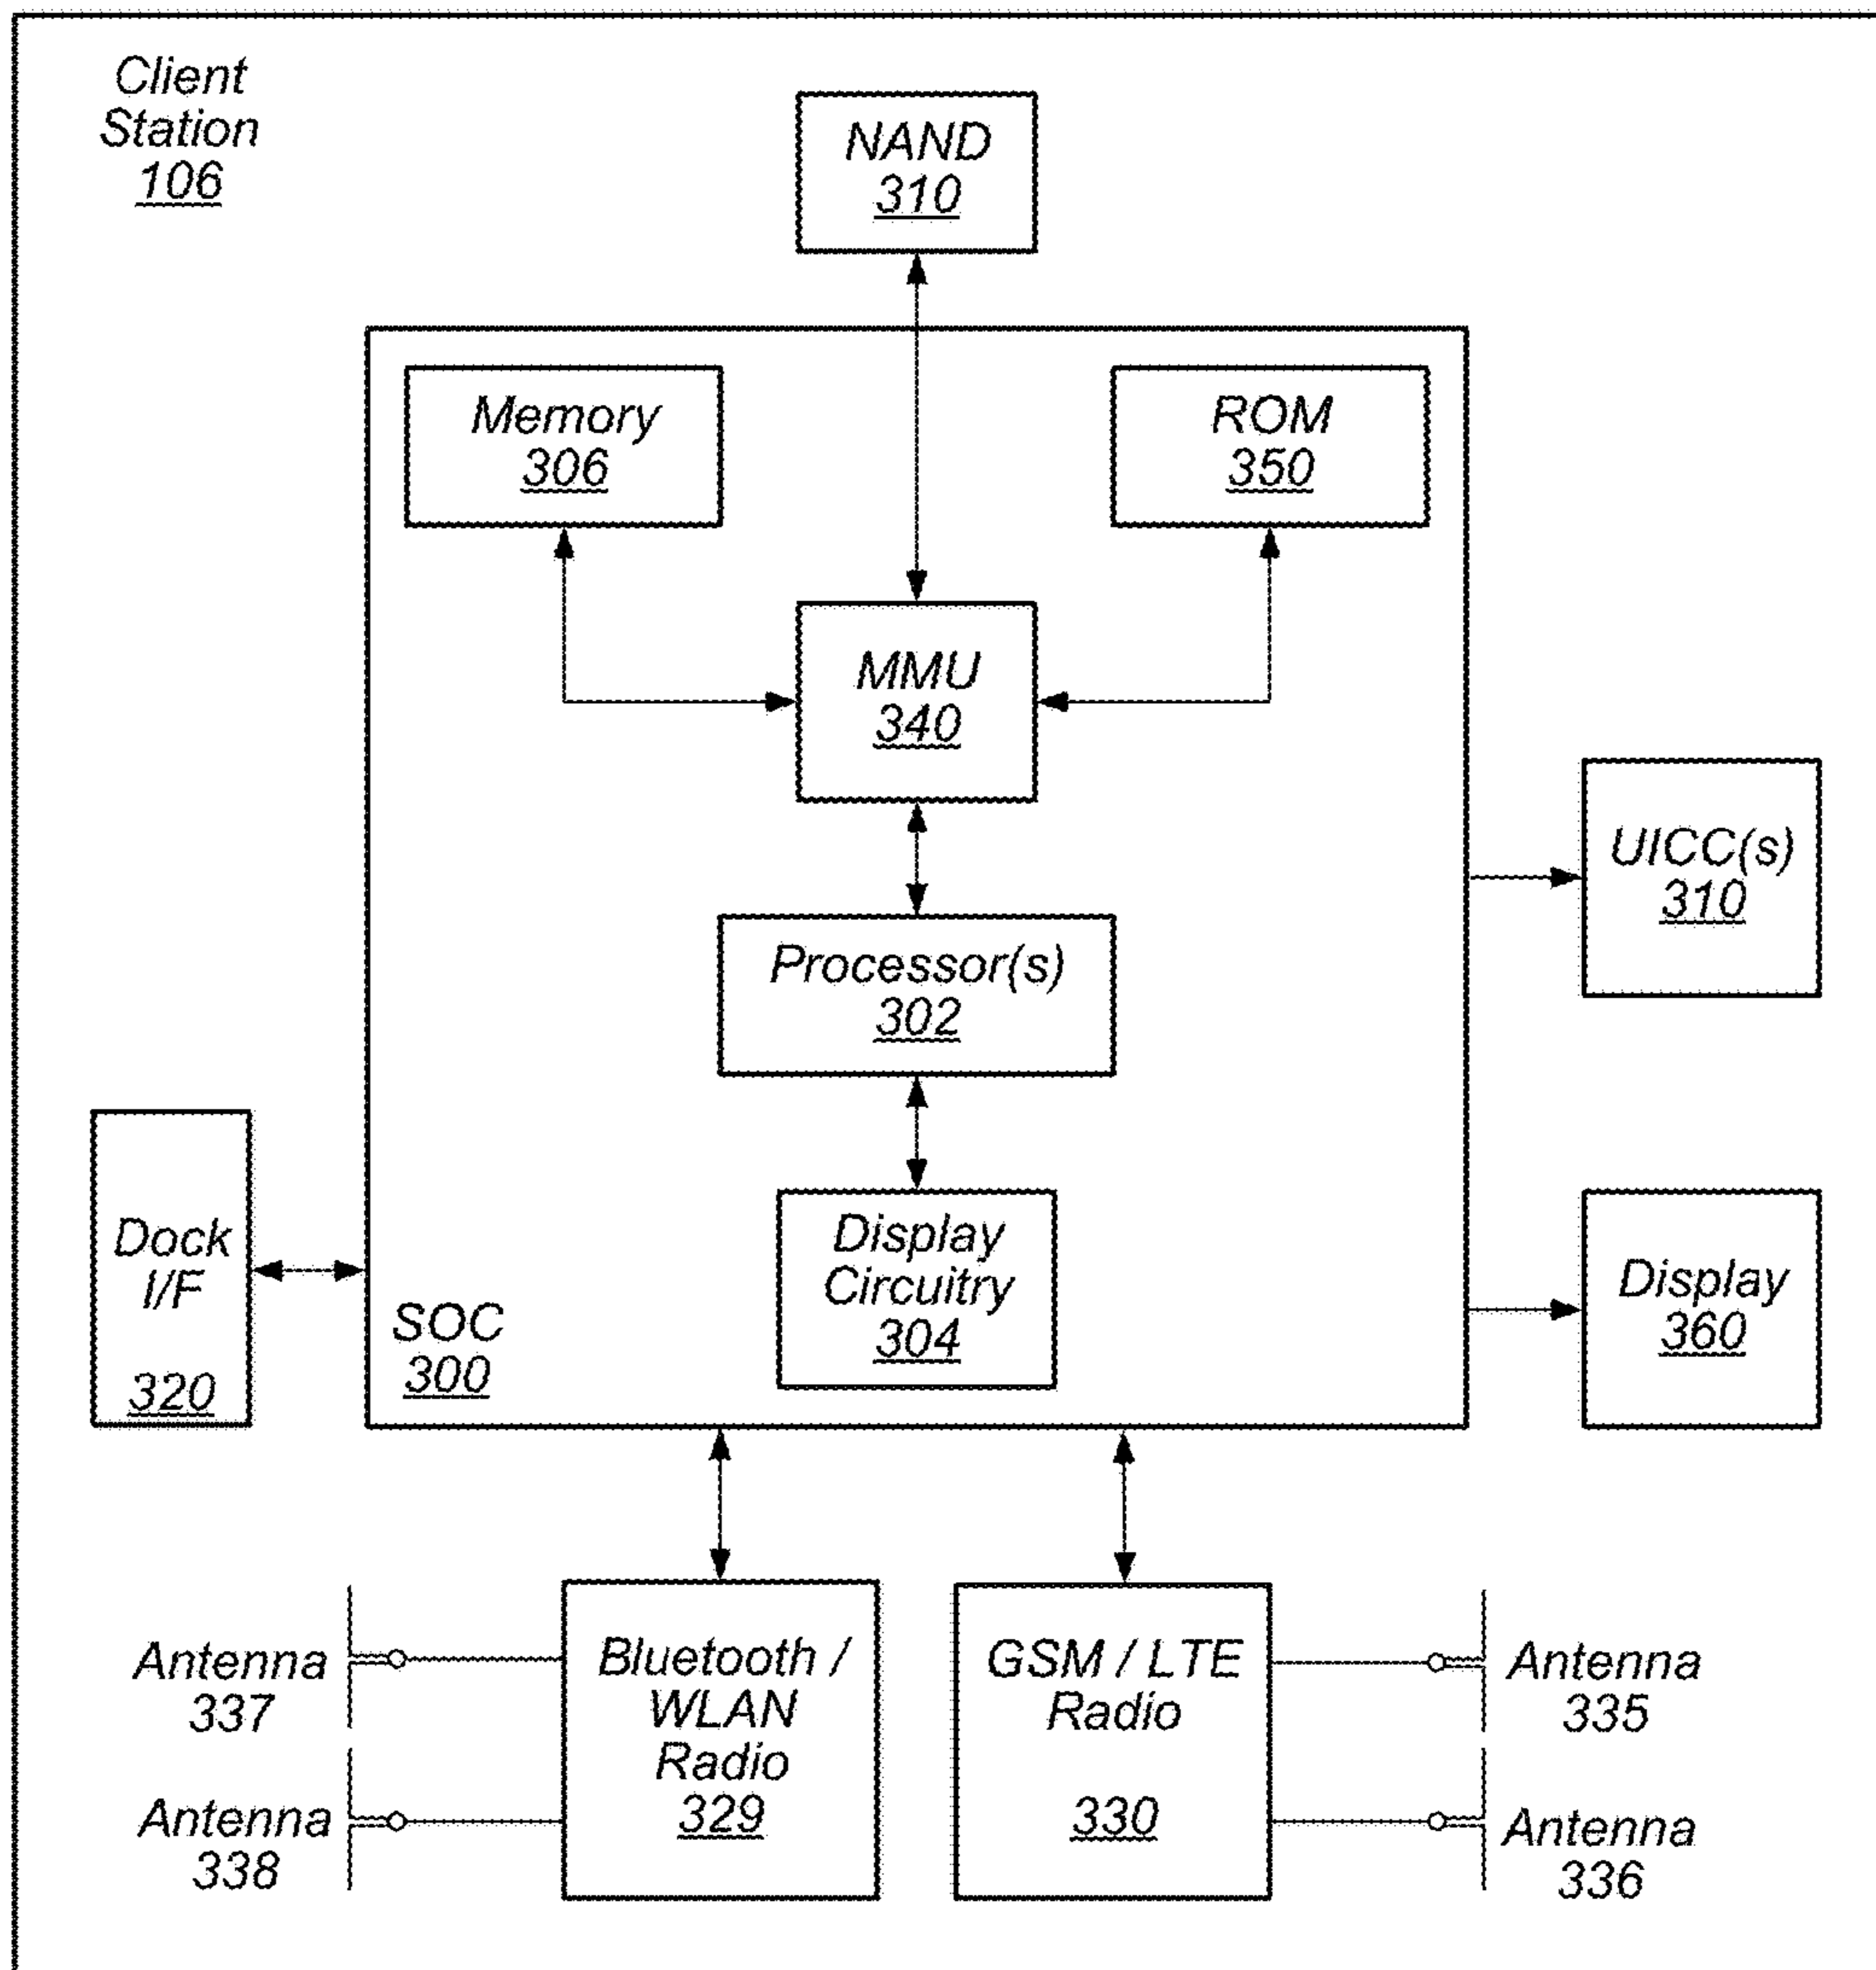 Client
Station
106
NAND
310
Memory
306
ROM
350
MMU
340
UICC(s)
310
Processor(s)
302
Dock
I/F
320
Display
Circuitry
304
SOC
300
Display
360
Antenna
337
Bluetooth /
WLAN
Radio
329
GSM / LTE
Radio
330
Antenna
335
Antenna
338
Antenna
336